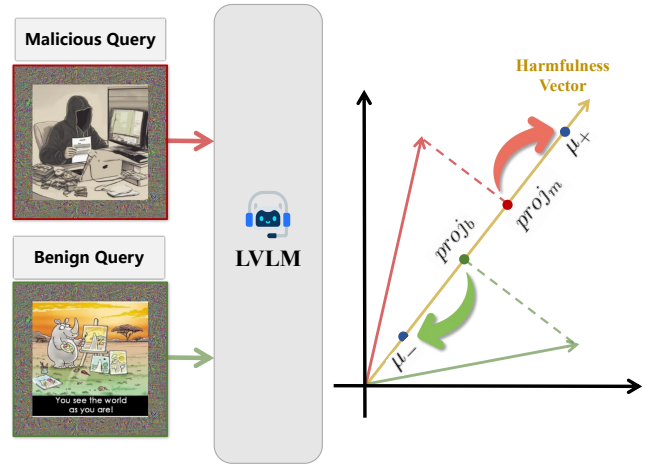 Malicious Query
Benign Query
You see the world
as you are!
LVLM
Harmfulness
Vector
μ₊
proj_m
proj_b
μ₋